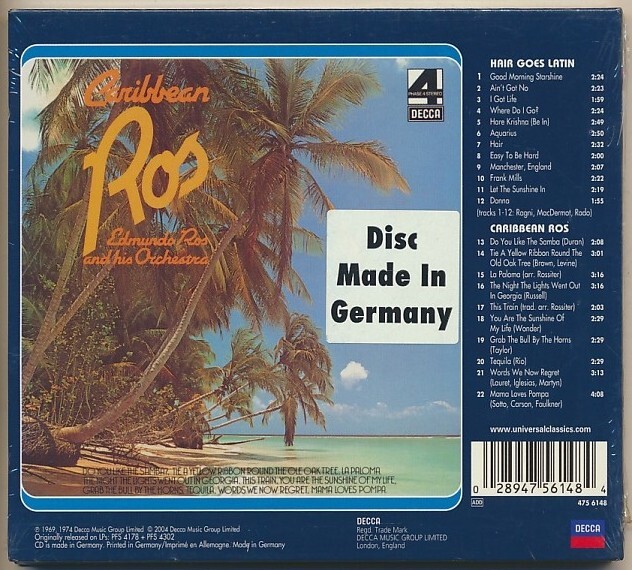 Caribbean
Ros
Edmundo Ros
and his Orchestra
4
PHASE 4 STEREO
DECCA
Disc
Made In
Germany
DO YOU LIKE THE SAMBA?, TIE A YELLOW RIBBON ROUND THE OLE OAK TREE, LA PALOMA,
THE NIGHT THE LIGHTS WENT OUT IN GEORGIA, THIS TRAIN, YOU ARE THE SUNSHINE OF MY LIFE,
GRAB THE BULL BY THE HORNS, TEQUILA, WORDS WE NOW REGRET, MAMA LOVES POMPA.
HAIR GOES LATIN
1 Good Morning Starshine 2:24
2 Ain't Got No 2:23
3 I Got Life 1:59
4 Where Do I Go? 2:24
5 Hare Krishna (Be In) 2:49
6 Aquarius 2:50
7 Hair 2:32
8 Easy To Be Hard 2:00
9 Manchester, England 2:07
10 Frank Mills 2:22
11 Let The Sunshine In 2:19
12 Donna 1:55
(tracks 1-12: Ragni, MacDermot, Rado)
CARIBBEAN ROS
13 Do You Like The Samba (Duran) 2:08
14 Tie A Yellow Ribbon Round The 3:01
Old Oak Tree (Brown, Levine)
15 La Paloma (arr. Rossiter) 3:16
16 The Night The Lights Went Out 3:16
In Georgia (Russell)
17 This Train (trad. arr. Rossiter) 2:03
18 You Are The Sunshine Of 2:29
My Life (Wonder)
19 Grab The Bull By The Horns 2:29
(Taylor)
20 Tequila (Rio) 2:29
21 Words We Now Regret 3:13
(Louret, Iglesias, Martyn)
22 Mama Loves Pompa 4:08
(Sotto, Carson, Faulkner)
www.universalclassics.com
0 28947 56148 4
ADD
475 6148
DECCA
℗ 1969, 1974 Decca Music Group Limited © 2004 Decca Music Group Limited
Originally released on LPs: PFS 4178 + PFS 4302
CD is made in Germany. Printed in Germany/Imprimé en Allemagne. Made in Germany
DECCA
Regd. Trade Mark
DECCA MUSIC GROUP LIMITED
London, England